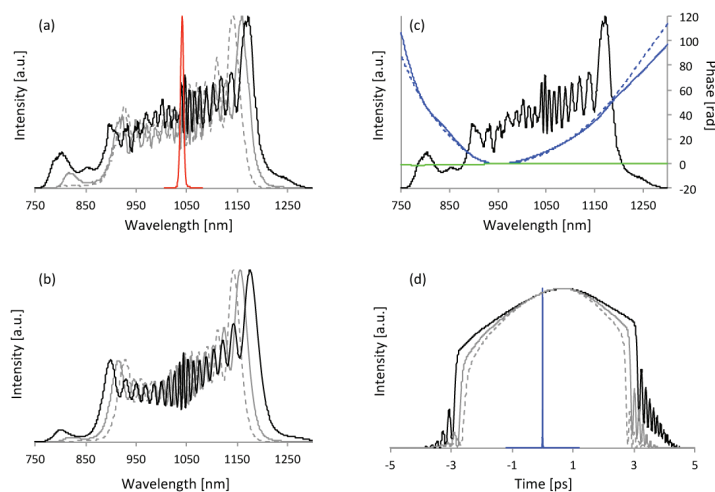 (a)
Intensity [a.u.]
750 850 950 1050 1150 1250
Wavelength [nm]
(c)
Intensity [a.u.]
120
100
80
60
40
20
0
-20
Phase [rad]
750 850 950 1050 1150 1250
Wavelength [nm]
(b)
Intensity [a.u.]
750 850 950 1050 1150 1250
Wavelength [nm]
(d)
Intensity [a.u.]
-5 -3 -1 1 3 5
Time [ps]